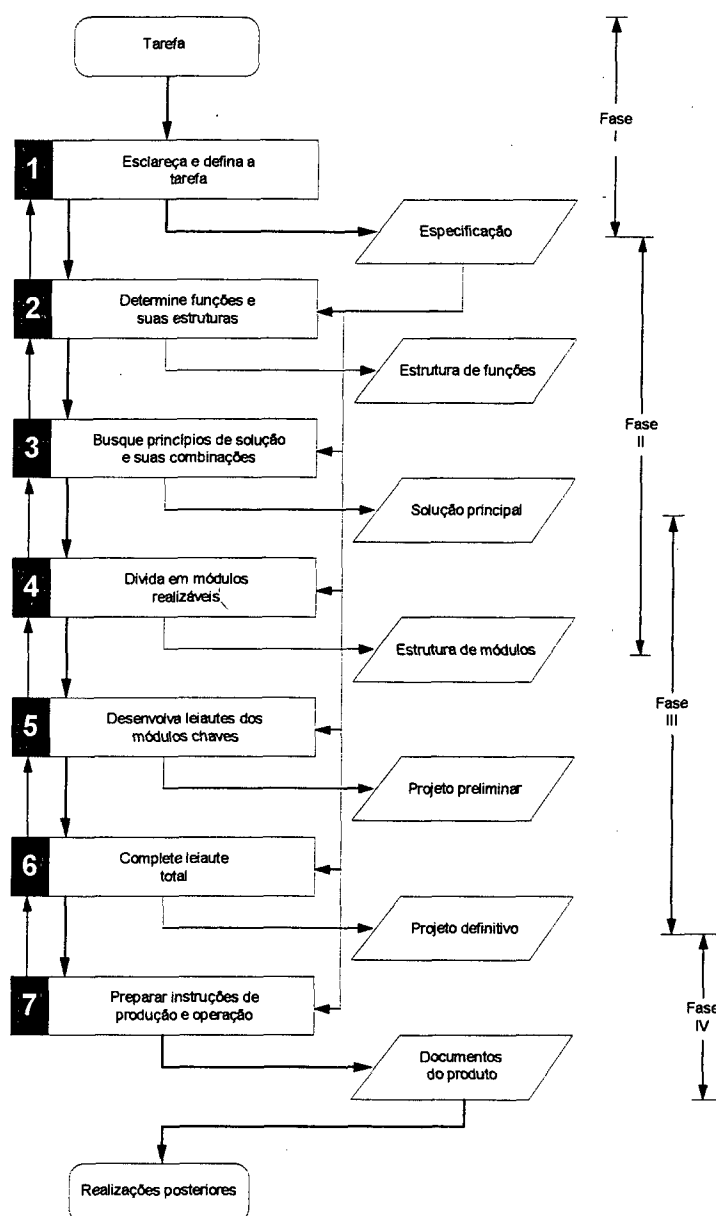 Tarefa
Fase
1
Esclareça e defina a
tarefa
Especificação
2
Determine funções e
suas estruturas
Estrutura de funções
Fase
II
3
Busque princípios de solução
e suas combinações
Solução principal
4
Divida em módulos
realizáveis
Estrutura de módulos
5
Desenvolva leiautes dos
módulos chaves
Fase
III
Projeto preliminar
6
Complete leiaute
total
Projeto definitivo
7
Preparar instruções de
produção e operação
Fase
IV
Documentos
do produto
Realizações posteriores